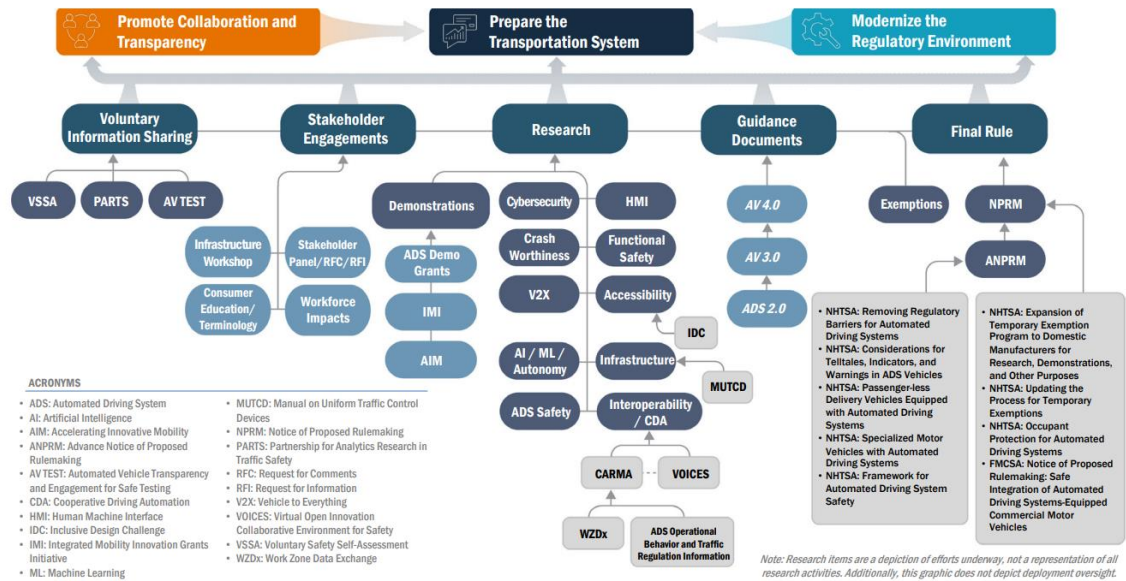 Promote Collaboration and
Transparency
Prepare the
Transportation System
Modernize the
Regulatory Environment
Voluntary
Information Sharing
Stakeholder
Engagements
Research
Guidance
Documents
Final Rule
VSSA
PARTS
AV TEST
Infrastructure
Workshop
Stakeholder
Panel/RFC/RFI
Consumer
Education/
Terminology
Workforce
Impacts
Demonstrations
ADS Demo
Grants
IMI
AIM
Cybersecurity
HMI
Crash
Worthiness
Functional
Safety
V2X
Accessibility
IDC
AI / ML /
Autonomy
Infrastructure
MUTCD
ADS Safety
Interoperability
/ CDA
CARMA
VOICES
WZDx
ADS Operational
Behavior and Traffic
Regulation Information
AV 4.0
AV 3.0
ADS 2.0
Exemptions
NPRM
ANPRM
• NHTSA: Removing Regulatory
Barriers for Automated
Driving Systems
• NHTSA: Considerations for
Telltales, Indicators, and
Warnings in ADS Vehicles
• NHTSA: Passenger-less
Delivery Vehicles Equipped
with Automated Driving
Systems
• NHTSA: Specialized Motor
Vehicles with Automated
Driving Systems
• NHTSA: Framework for
Automated Driving System
Safety
• NHTSA: Expansion of
Temporary Exemption
Program to Domestic
Manufacturers for
Research, Demonstrations,
and Other Purposes
• NHTSA: Updating the
Process for Temporary
Exemptions
• NHTSA: Occupant
Protection for Automated
Driving Systems
• FMCSA: Notice of Proposed
Rulemaking: Safe
Integration of Automated
Driving Systems-Equipped
Commercial Motor
Vehicles
ACRONYMS
• ADS: Automated Driving System
• AI: Artificial Intelligence
• AIM: Accelerating Innovative Mobility
• ANPRM: Advance Notice of Proposed
Rulemaking
• AV TEST: Automated Vehicle Transparency
and Engagement for Safe Testing
• CDA: Cooperative Driving Automation
• HMI: Human Machine Interface
• IDC: Inclusive Design Challenge
• IMI: Integrated Mobility Innovation Grants
Initiative
• ML: Machine Learning
• MUTCD: Manual on Uniform Traffic Control
Devices
• NPRM: Notice of Proposed Rulemaking
• PARTS: Partnership for Analytics Research in
Traffic Safety
• RFC: Request for Comments
• RFI: Request for Information
• V2X: Vehicle to Everything
• VOICES: Virtual Open Innovation
Collaborative Environment for Safety
• VSSA: Voluntary Safety Self-Assessment
• WZDx: Work Zone Data Exchange
Note: Research items are a depiction of efforts underway, not a representation of all
research activities. Additionally, this graphic does not depict deployment oversight.